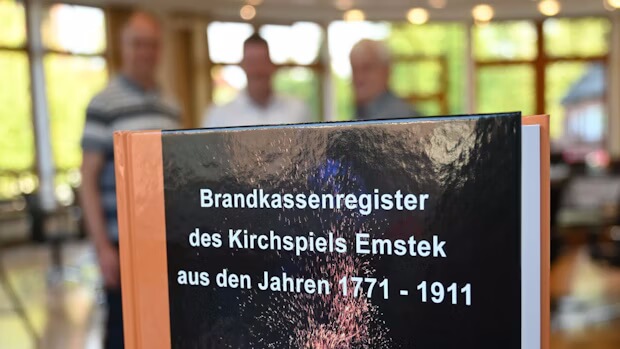 Brandkassenregister
des Kirchspiels Emstek
aus den Jahren 1771 - 1911